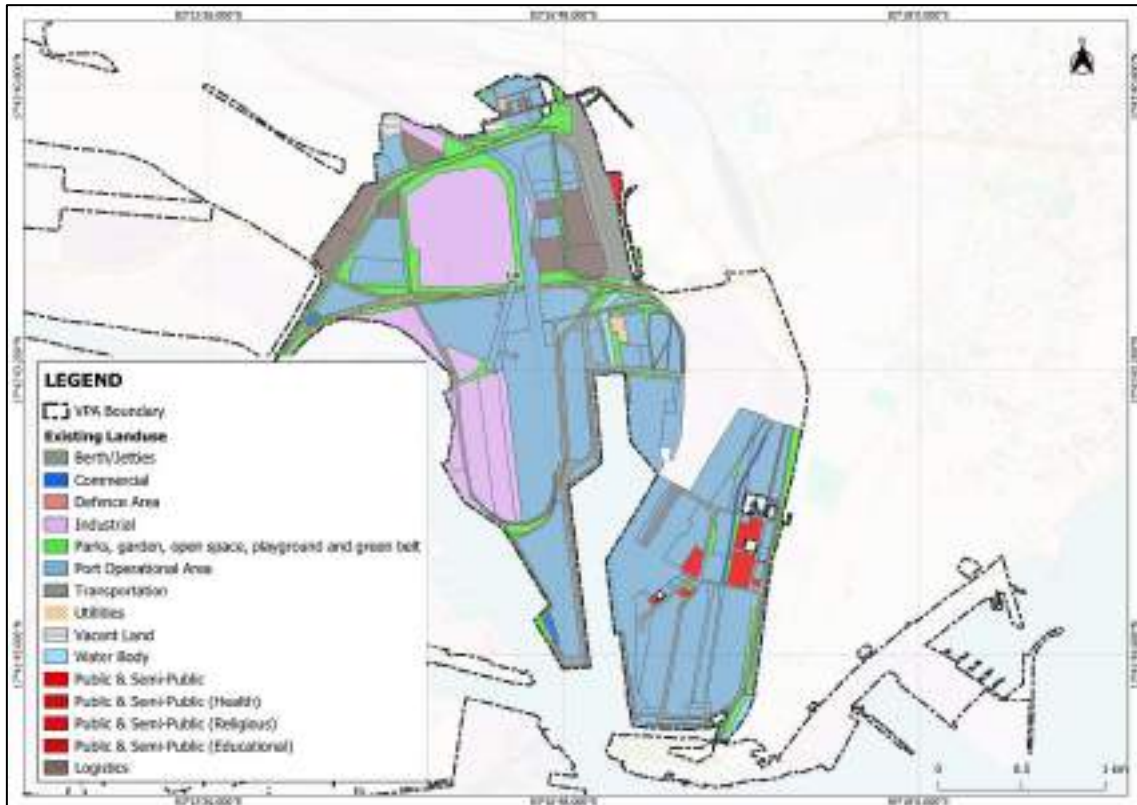 LEGEND
VPA Boundary
Existing Landuse
Berth/Jetties
Commercial
Defence Area
Industrial
Parks, garden, open space, playground and green belt
Port Operational Area
Transportation
Utilities
Vacant Land
Water Body
Public & Semi-Public
Public & Semi-Public (Health)
Public & Semi-Public (Religious)
Public & Semi-Public (Educational)
Logistics
0 0.5 1 km